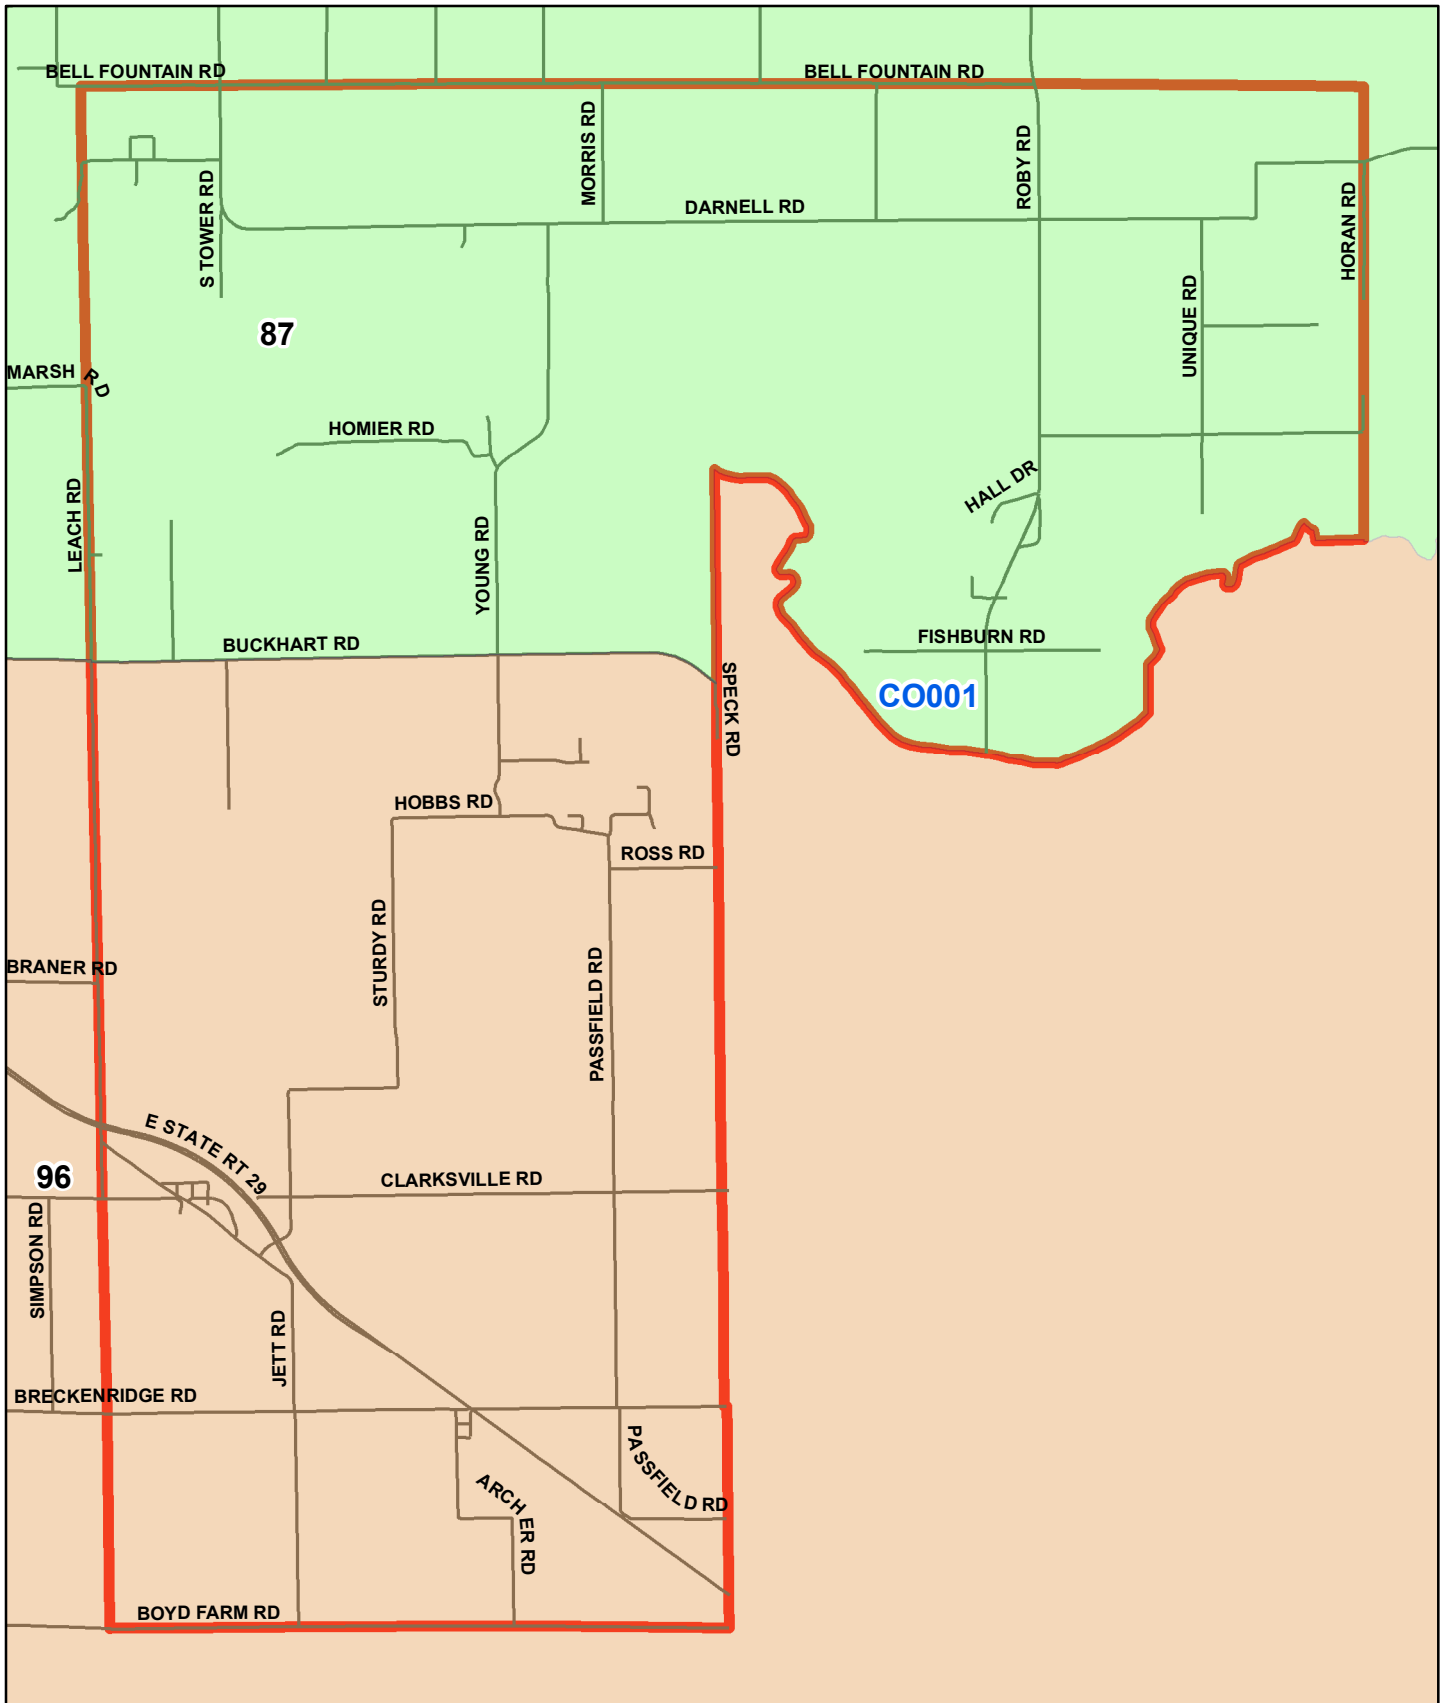 BELL FOUNTAIN RD
BELL FOUNTAIN RD
MORRIS RD
ROBY RD
S TOWER RD
DARNELL RD
HORAN RD
UNIQUE RD
87
MARSH RD
HOMIER RD
LEACH RD
HALL DR
YOUNG RD
BUCKHART RD
FISHBURN RD
SPECK RD
CO001
HOBBS RD
ROSS RD
STURDY RD
BRANER RD
PASSFIELD RD
E STATE RT 29
96
CLARKSVILLE RD
SIMPSON RD
JETT RD
BRECKENRIDGE RD
PASSFIELD RD
ARCHER RD
BOYD FARM RD